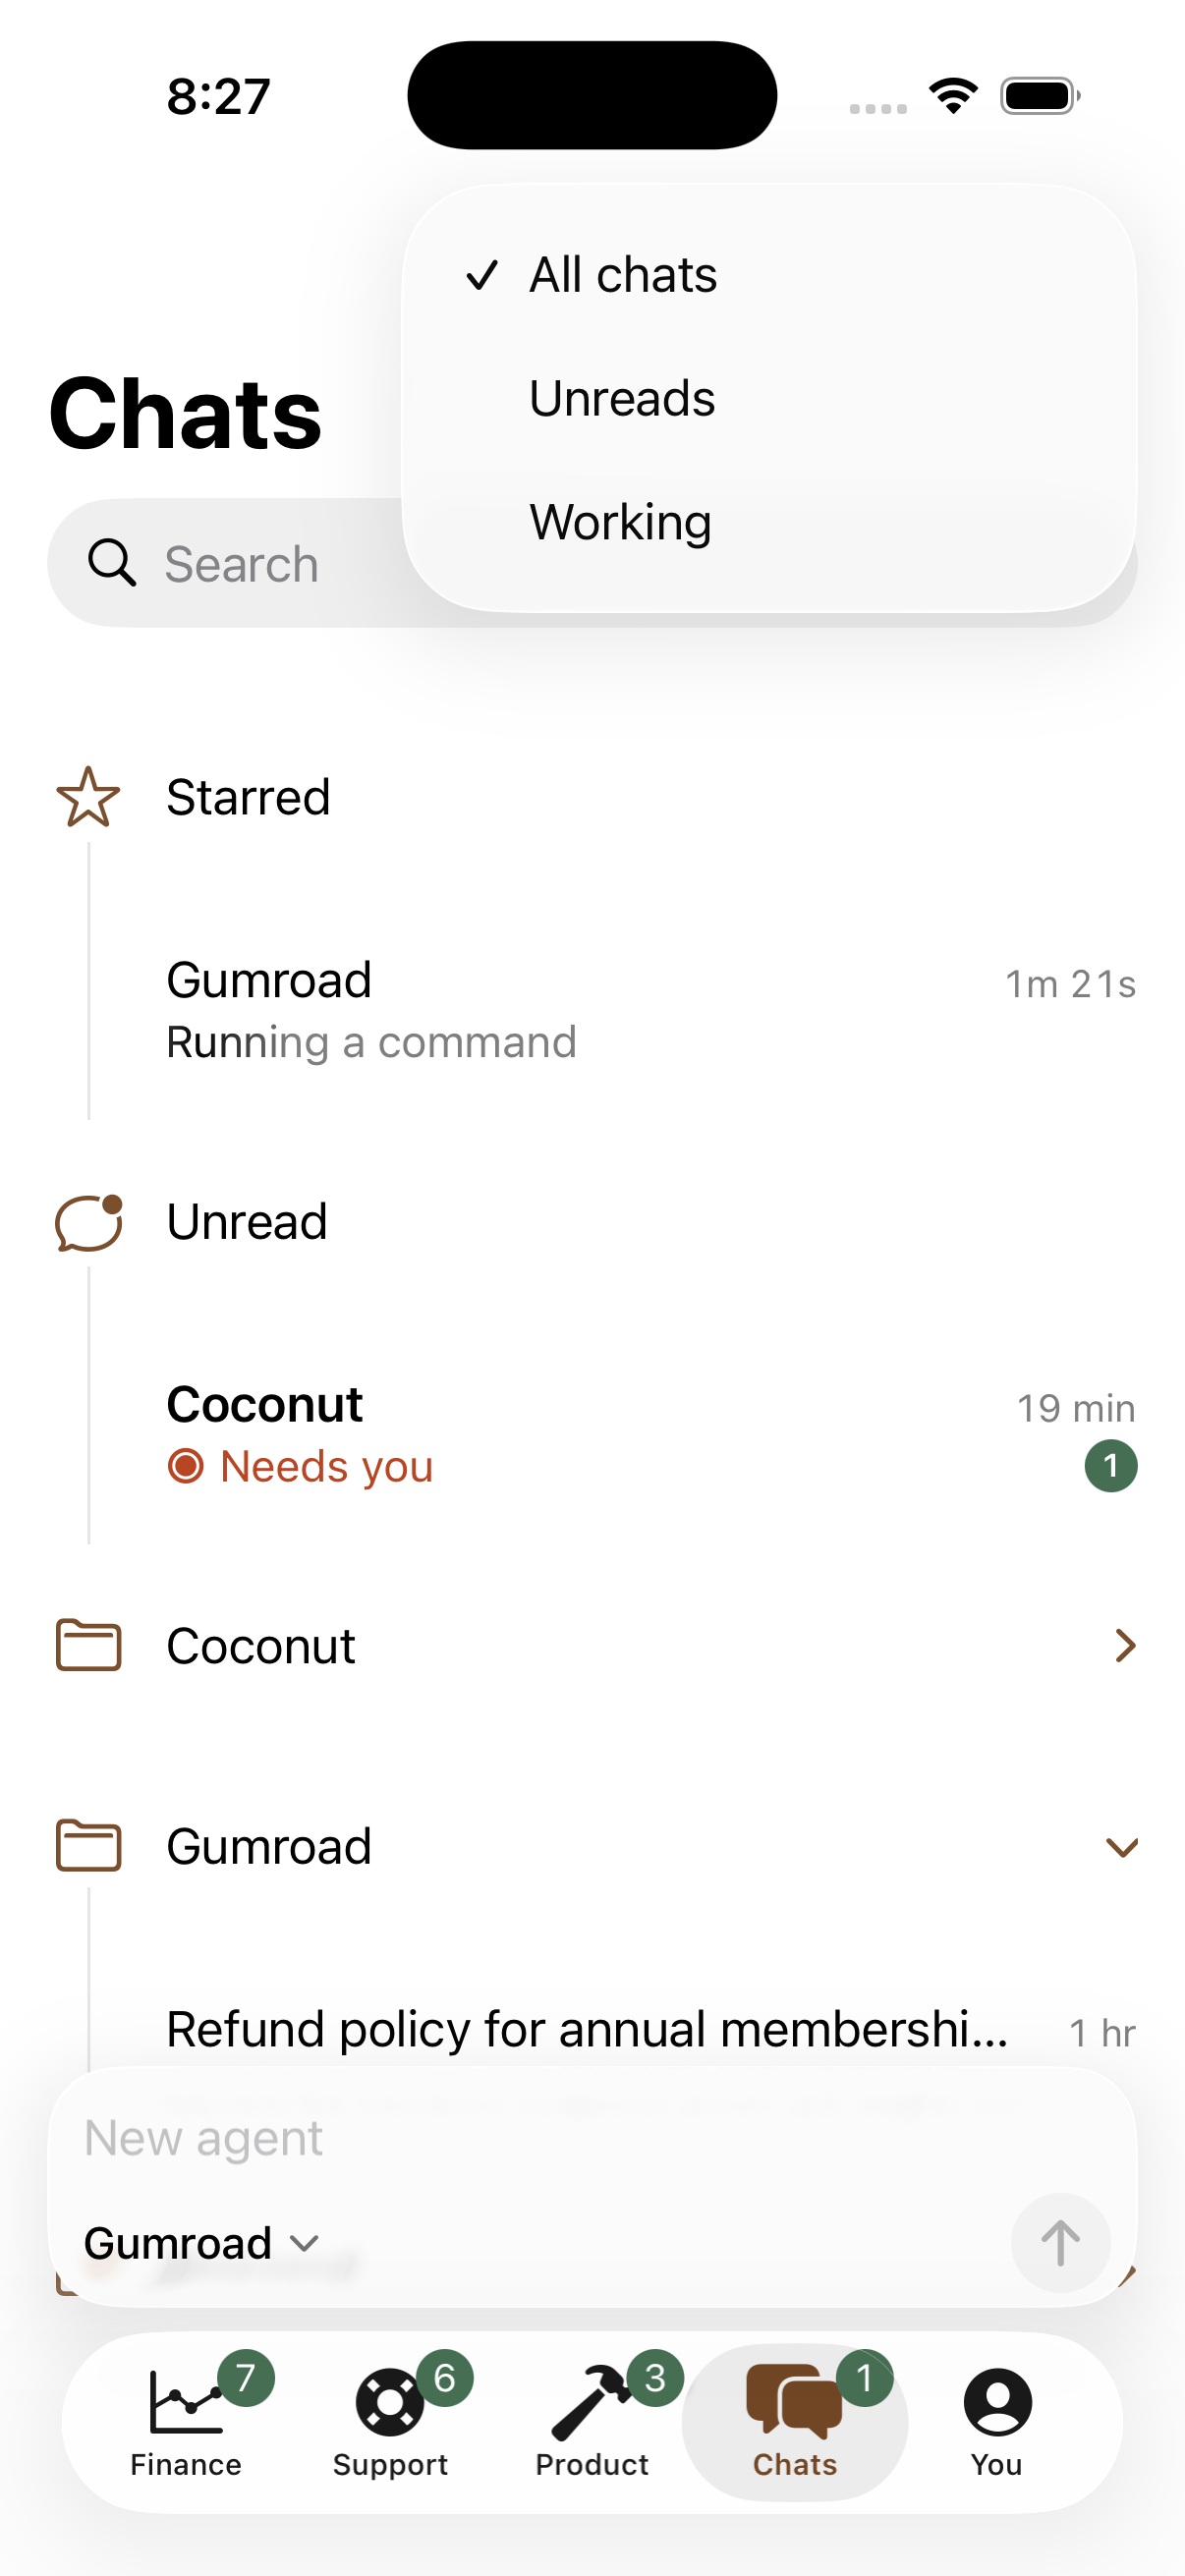 8:27
All chats
Unreads
Working
Chats
Search
Starred
Gumroad
1m 21s
Running a command
Unread
Coconut
19 min
Needs you
1
Coconut
Gumroad
Refund policy for annual membershi...
1 hr
New agent
Gumroad
7
6
3
1
Finance
Support
Product
Chats
You